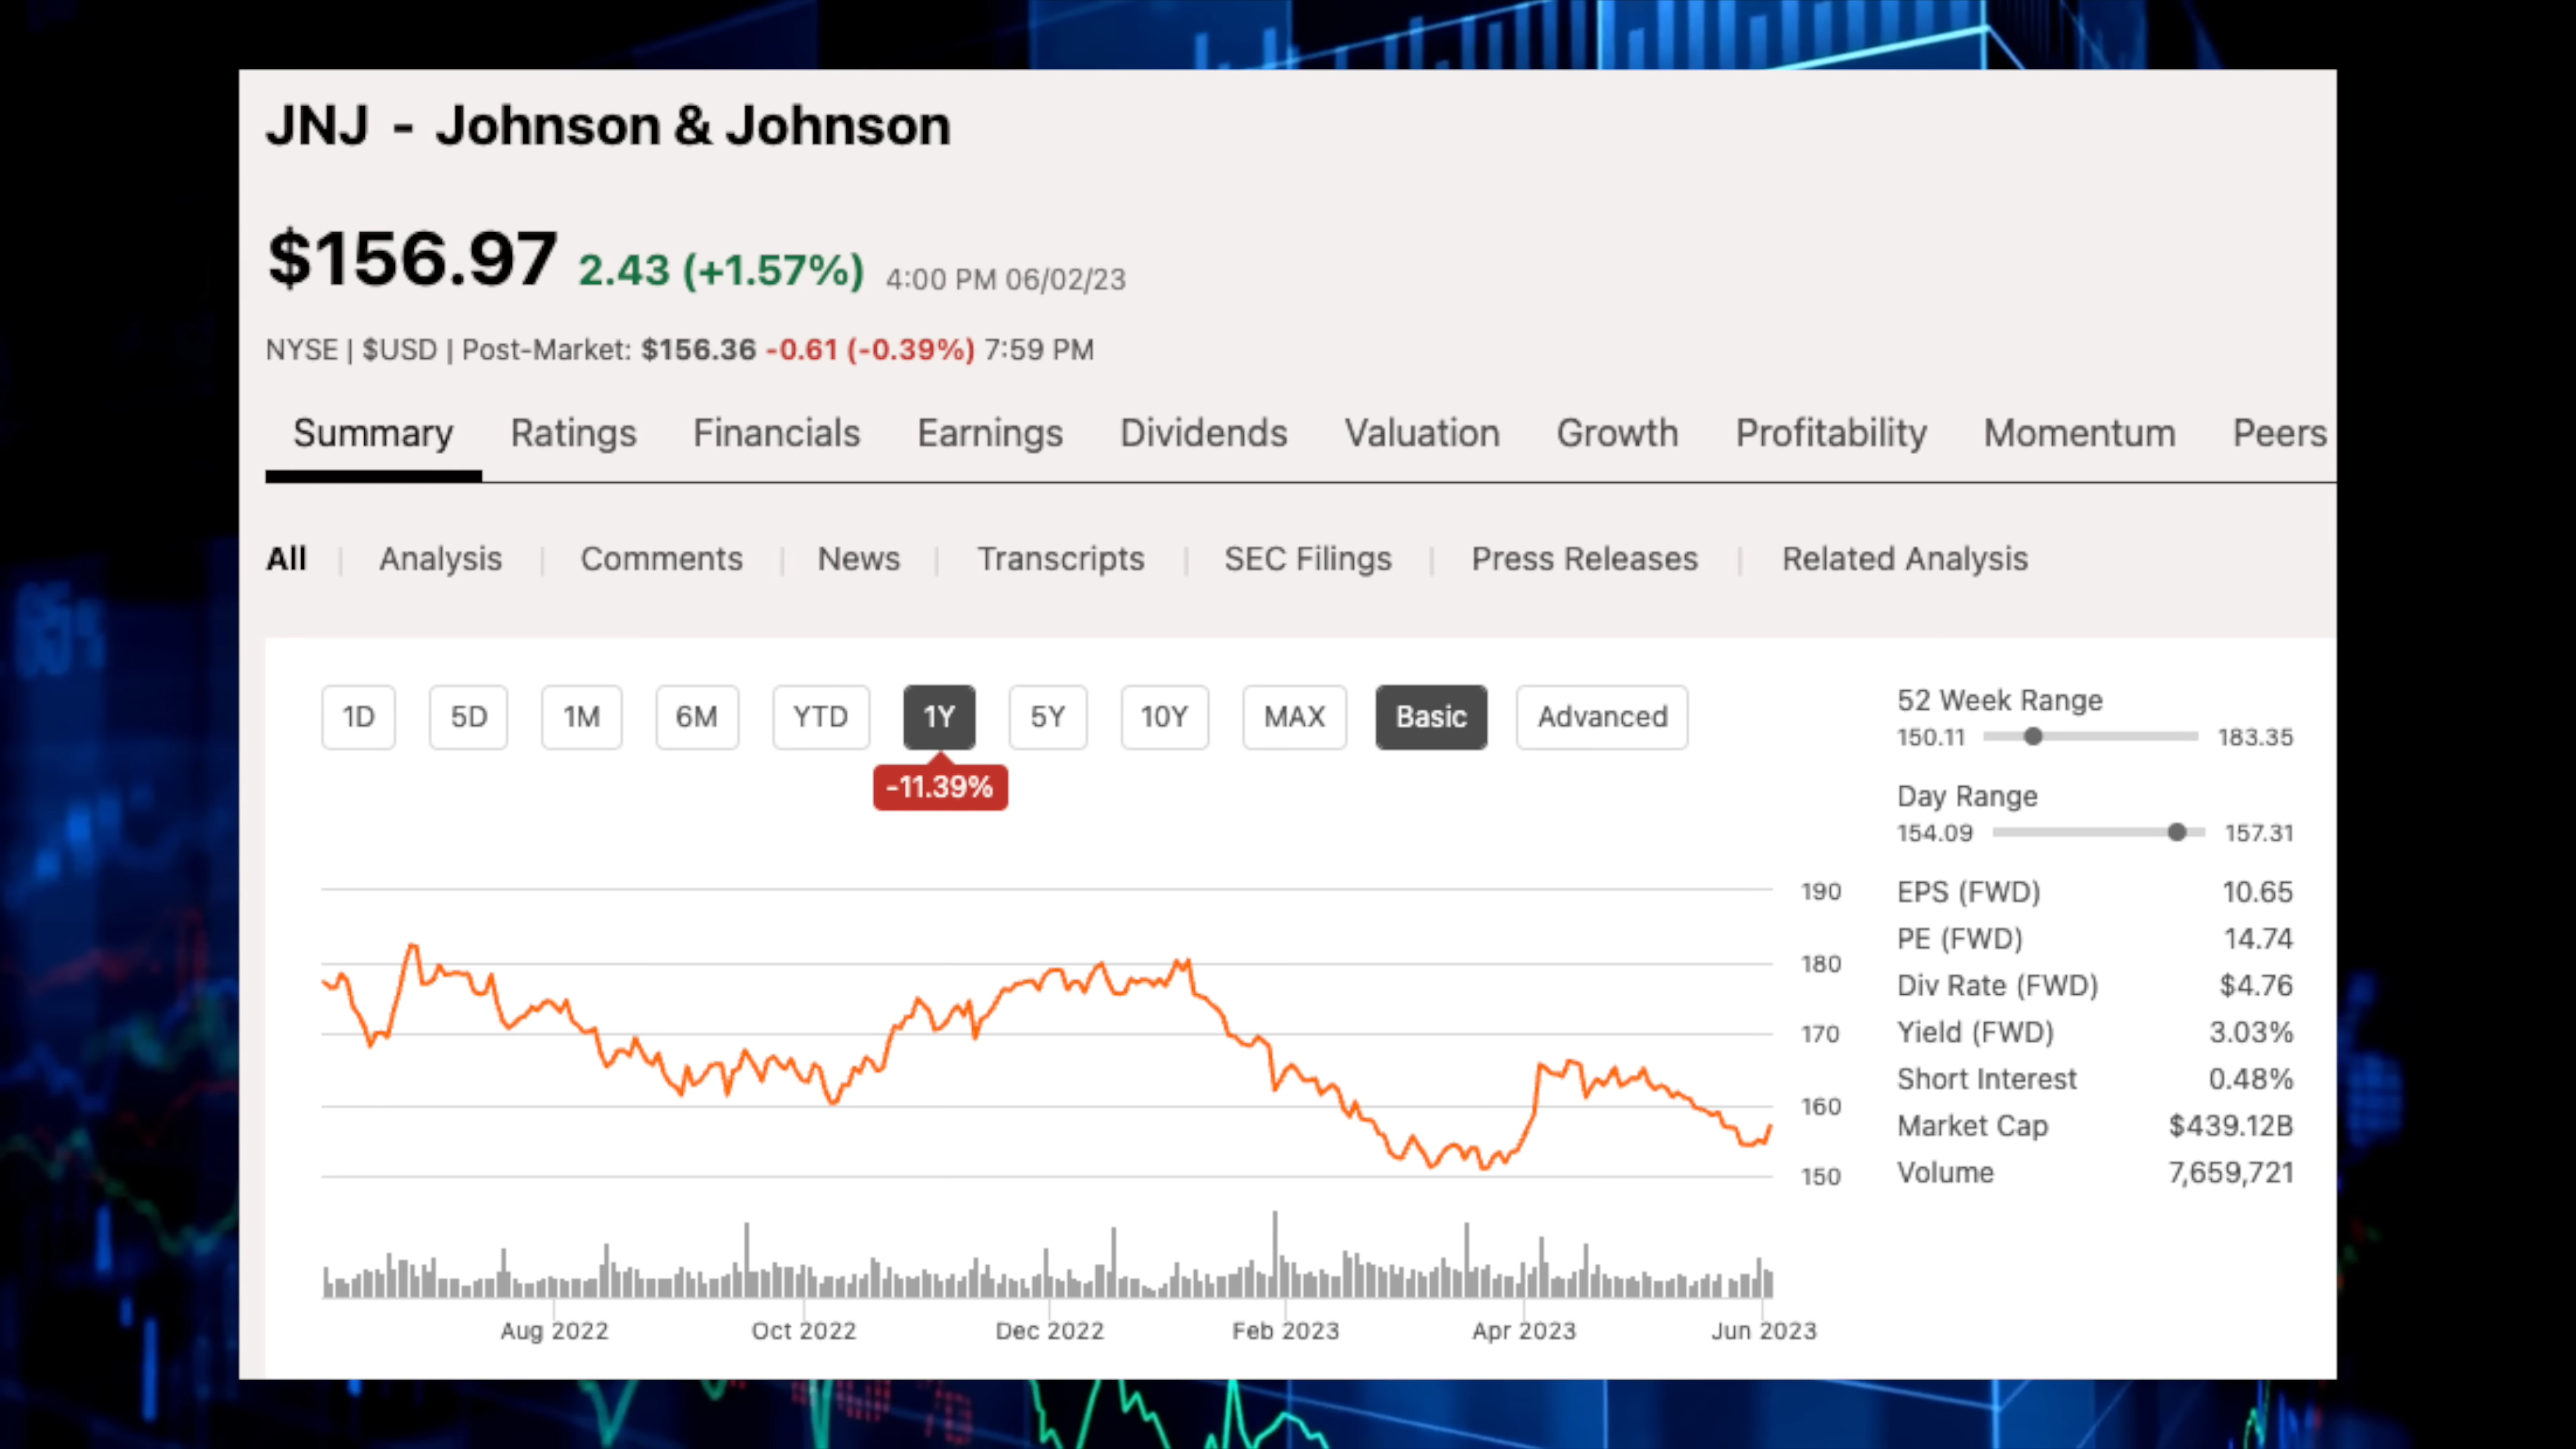 JNJ - Johnson & Johnson
$156.97 2.43 (+1.57%) 4:00 PM 06/02/23
NYSE | $USD | Post-Market: $156.36 -0.61 (-0.39%) 7:59 PM
Summary Ratings Financials Earnings Dividends Valuation Growth Profitability Momentum Peers
All | Analysis | Comments | News | Transcripts | SEC Filings | Press Releases | Related Analysis
1D 5D 1M 6M YTD 1Y 5Y 10Y MAX Basic Advanced
-11.39%
190
180
170
160
150
Aug 2022 Oct 2022 Dec 2022 Feb 2023 Apr 2023 Jun 2023
52 Week Range
150.11 183.35
Day Range
154.09 157.31
EPS (FWD) 10.65
PE (FWD) 14.74
Div Rate (FWD) $4.76
Yield (FWD) 3.03%
Short Interest 0.48%
Market Cap $439.12B
Volume 7,659,721